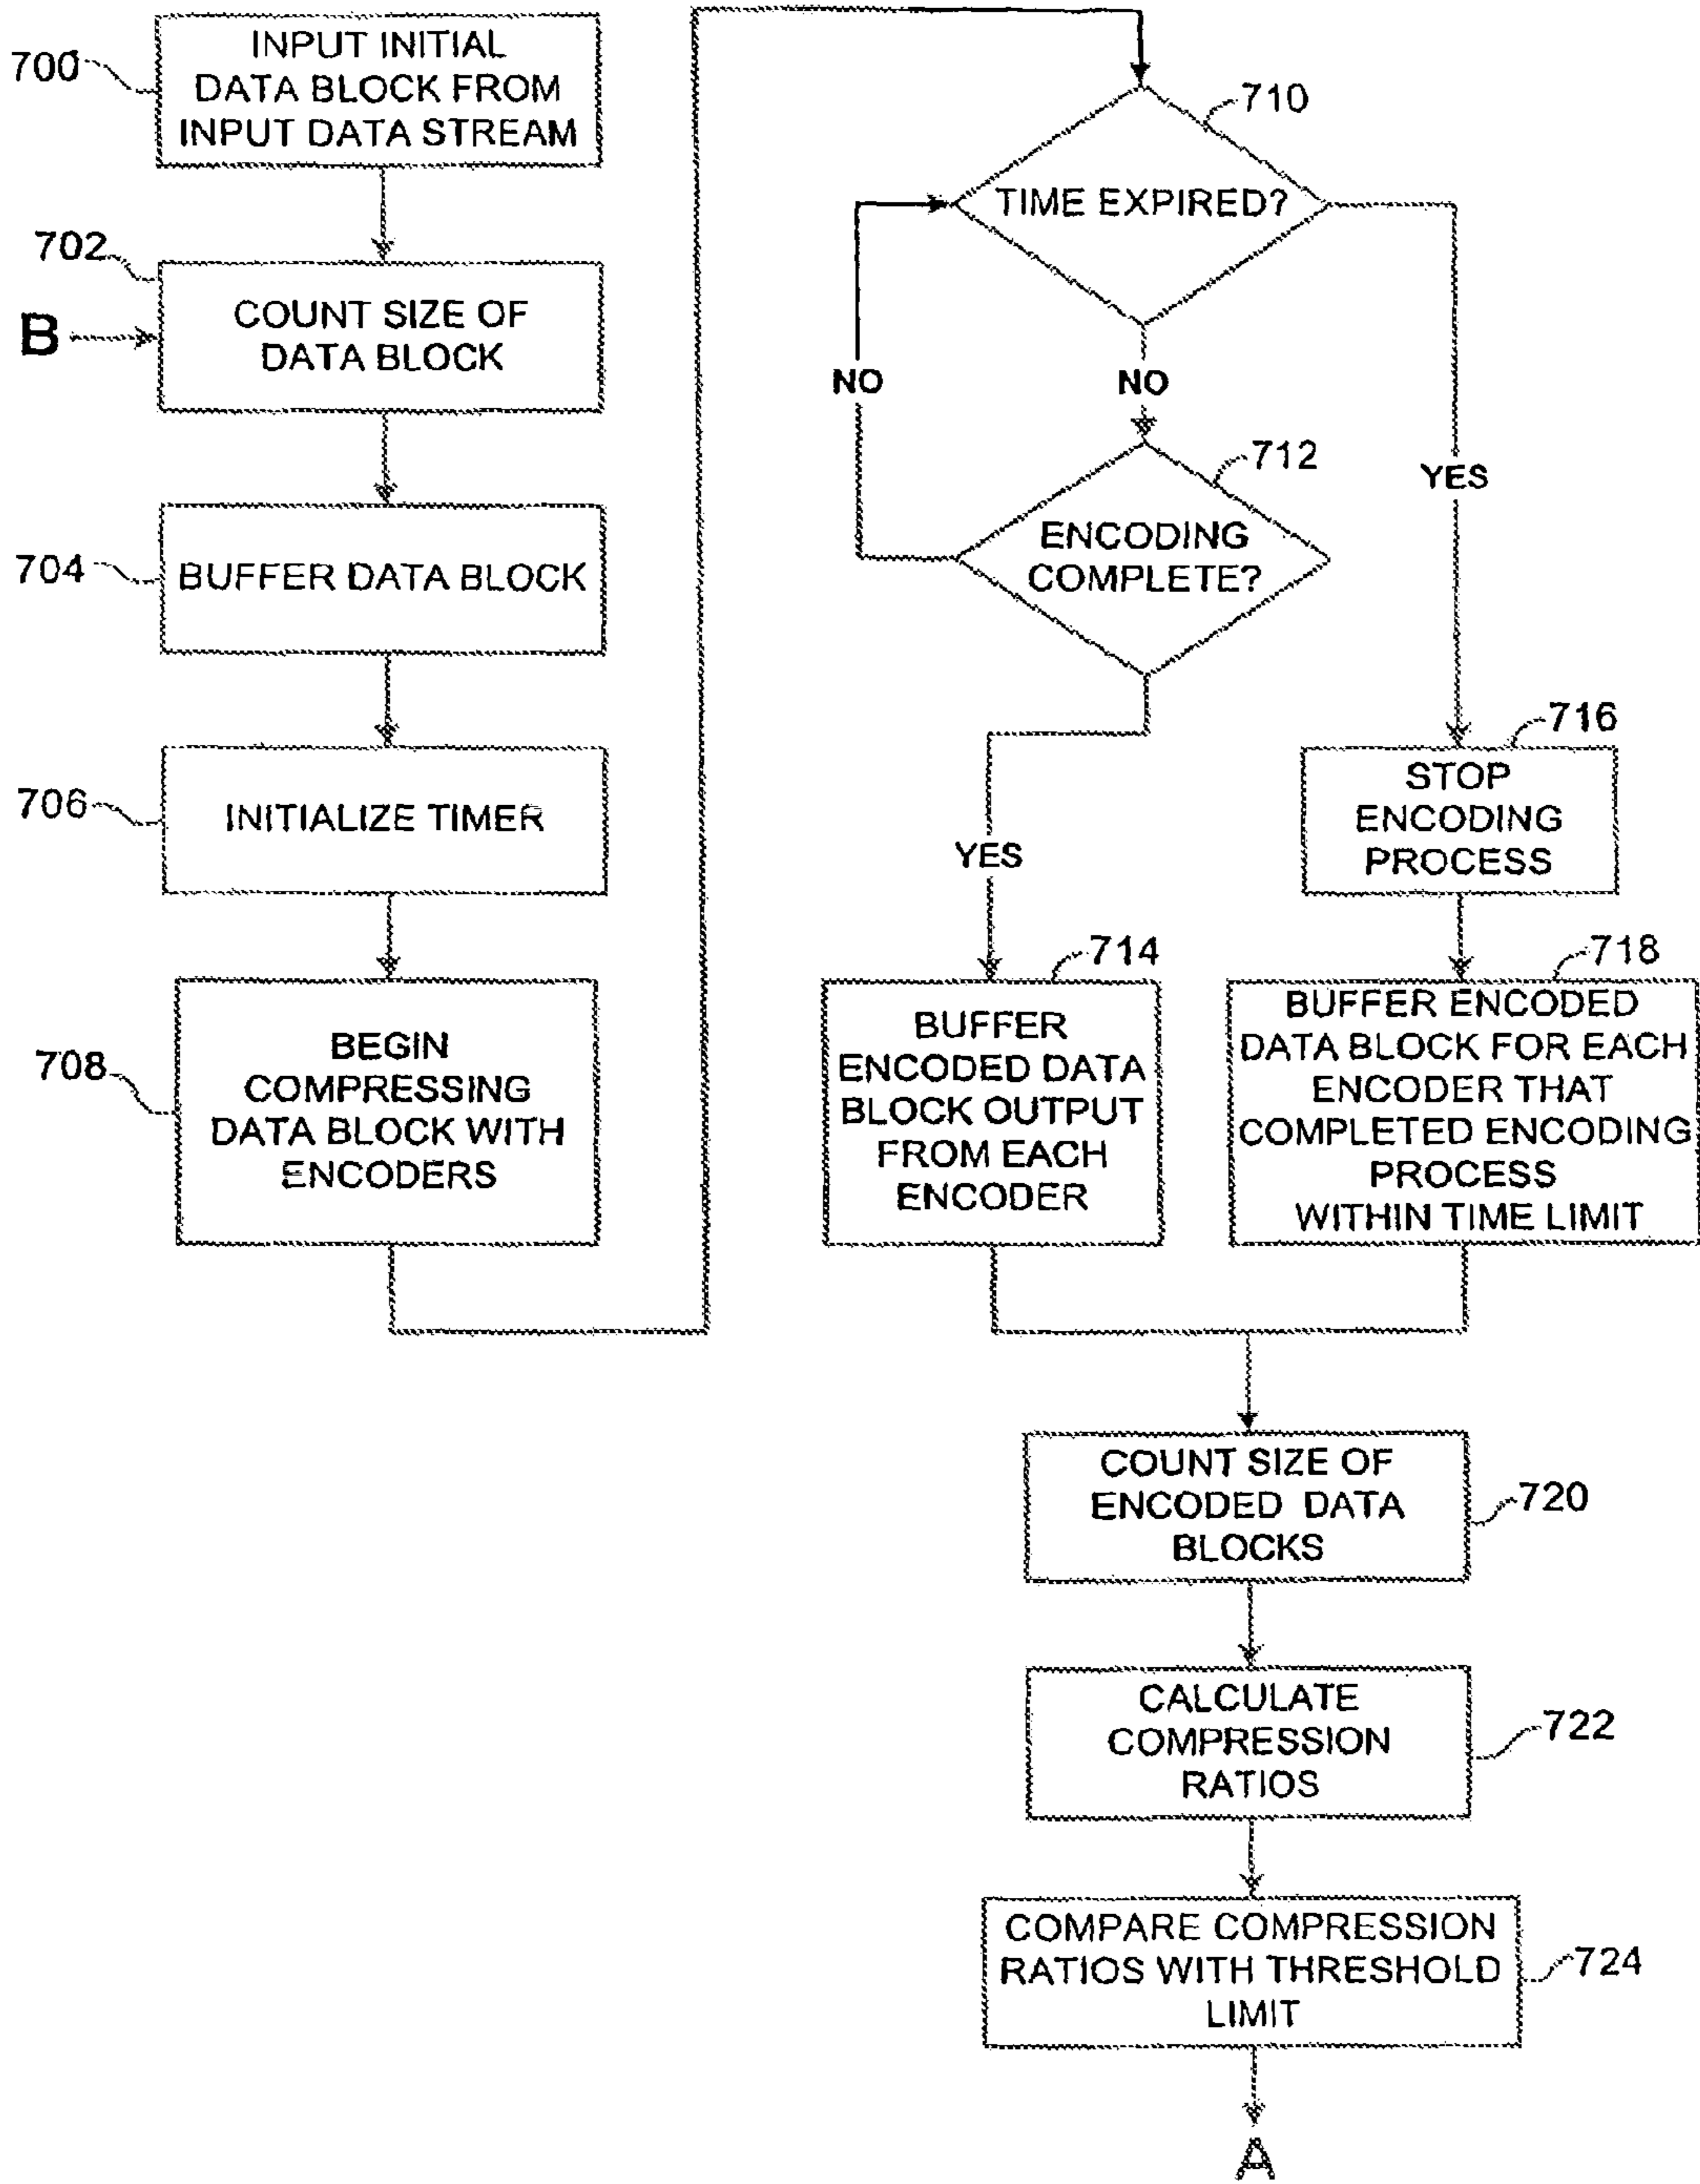 700
INPUT INITIAL
DATA BLOCK FROM
INPUT DATA STREAM
702
B
COUNT SIZE OF
DATA BLOCK
704
BUFFER DATA BLOCK
706
INITIALIZE TIMER
708
BEGIN
COMPRESSING
DATA BLOCK WITH
ENCODERS
710
TIME EXPIRED?
NO
NO
YES
712
ENCODING
COMPLETE?
YES
716
STOP
ENCODING
PROCESS
714
BUFFER
ENCODED DATA
BLOCK OUTPUT
FROM EACH
ENCODER
718
BUFFER ENCODED
DATA BLOCK FOR EACH
ENCODER THAT
COMPLETED ENCODING
PROCESS
WITHIN TIME LIMIT
COUNT SIZE OF
ENCODED DATA
BLOCKS
720
CALCULATE
COMPRESSION
RATIOS
722
COMPARE COMPRESSION
RATIOS WITH THRESHOLD
LIMIT
724
A